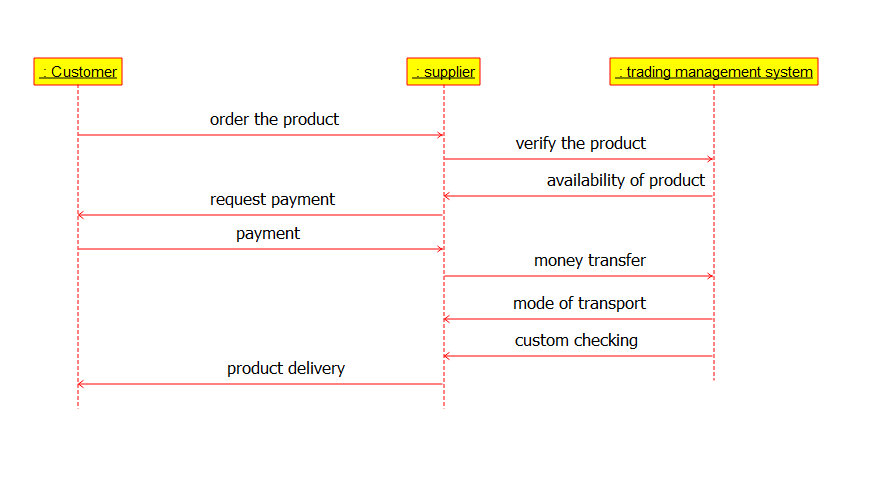 : Customer
: supplier
: trading management system
order the product
verify the product
availability of product
request payment
payment
money transfer
mode of transport
custom checking
product delivery